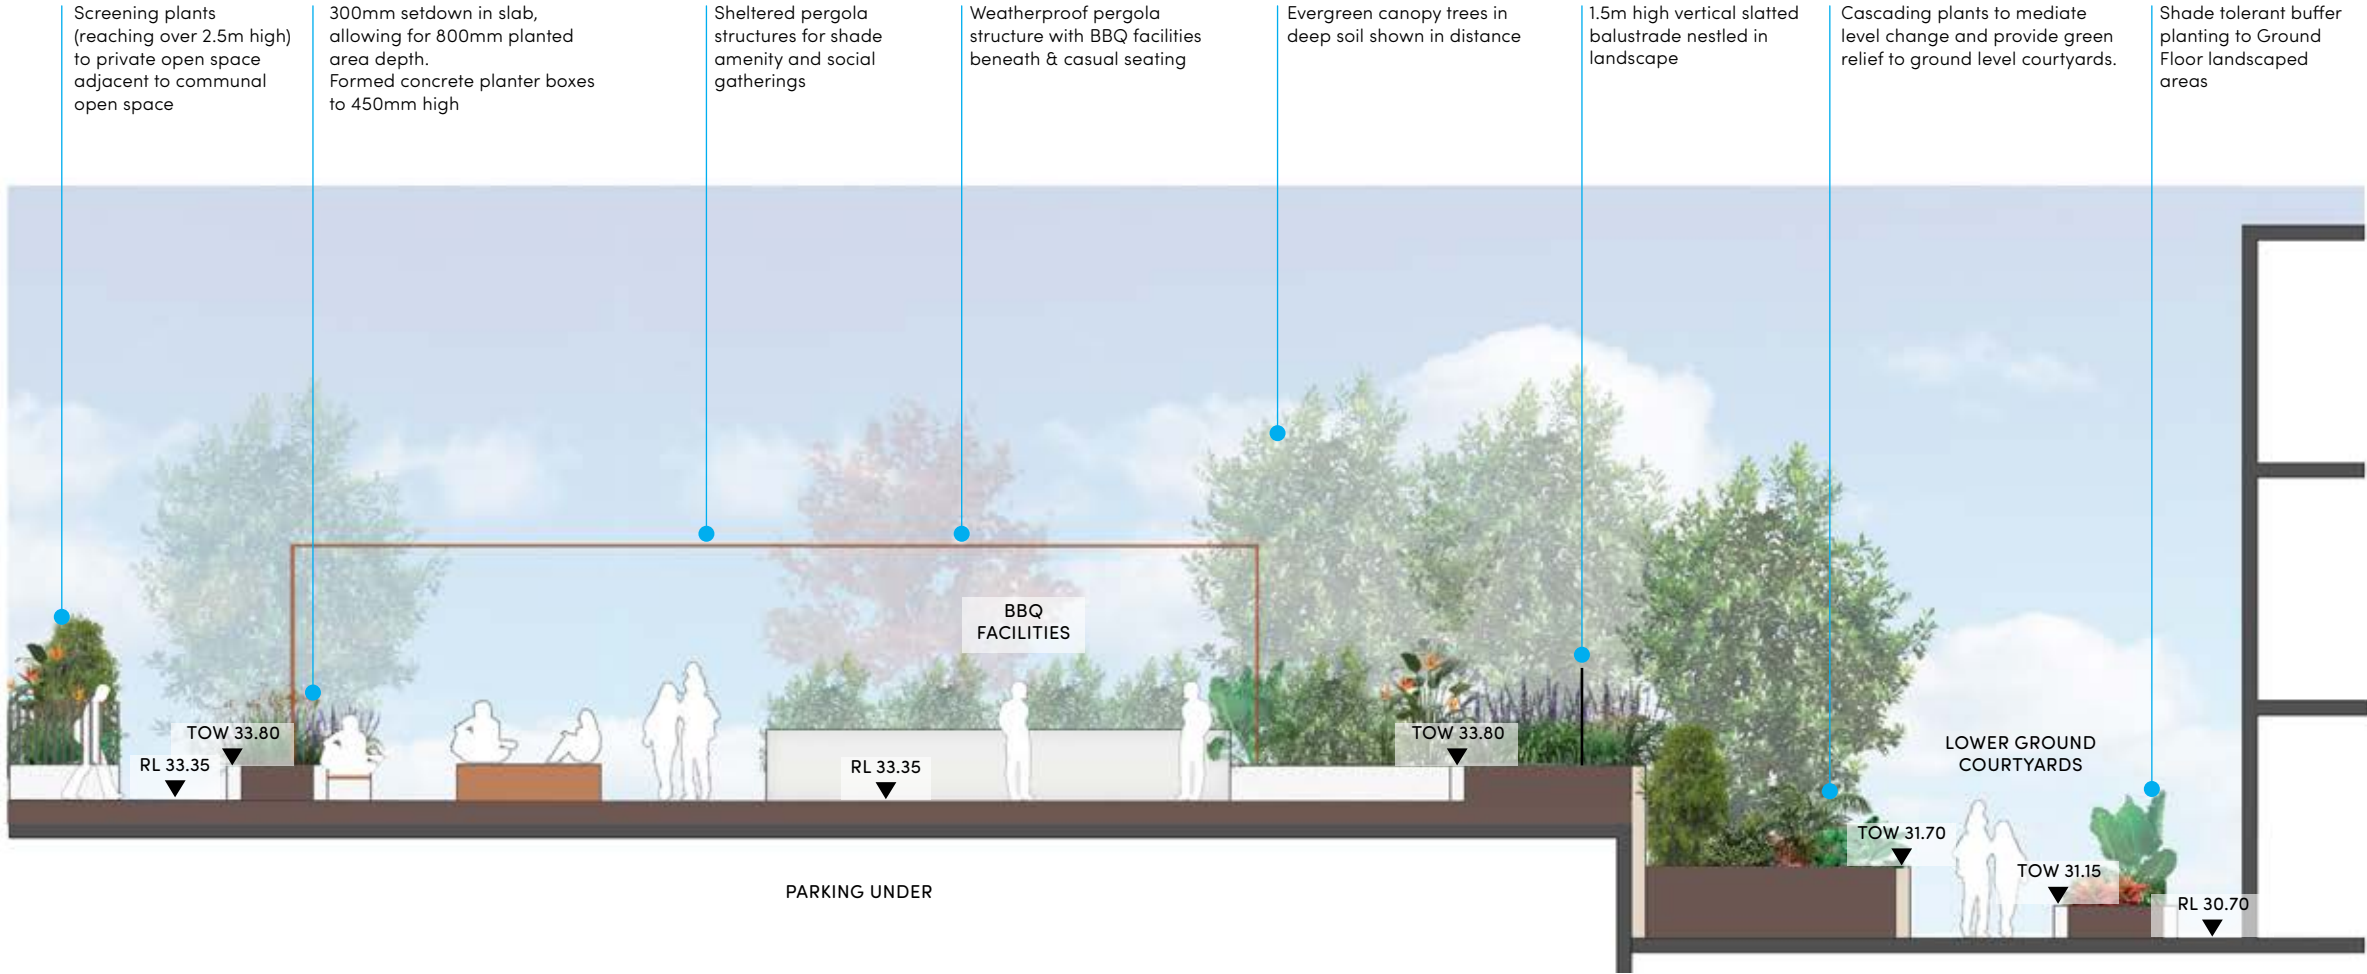 Screening plants
(reaching over 2.5m high)
to private open space
adjacent to communal
open space
300mm setdown in slab,
allowing for 800mm planted
area depth.
Formed concrete planter boxes
to 450mm high
Sheltered pergola
structures for shade
amenity and social
gatherings
Weatherproof pergola
structure with BBQ facilities
beneath & casual seating
Evergreen canopy trees in
deep soil shown in distance
1.5m high vertical slatted
balustrade nestled in
landscape
Cascading plants to mediate
level change and provide green
relief to ground level courtyards.
Shade tolerant buffer
planting to Ground
Floor landscaped
areas
BBQ
FACILITIES
TOW 33.80
RL 33.35
RL 33.35
TOW 33.80
LOWER GROUND
COURTYARDS
TOW 31.70
TOW 31.15
RL 30.70
PARKING UNDER